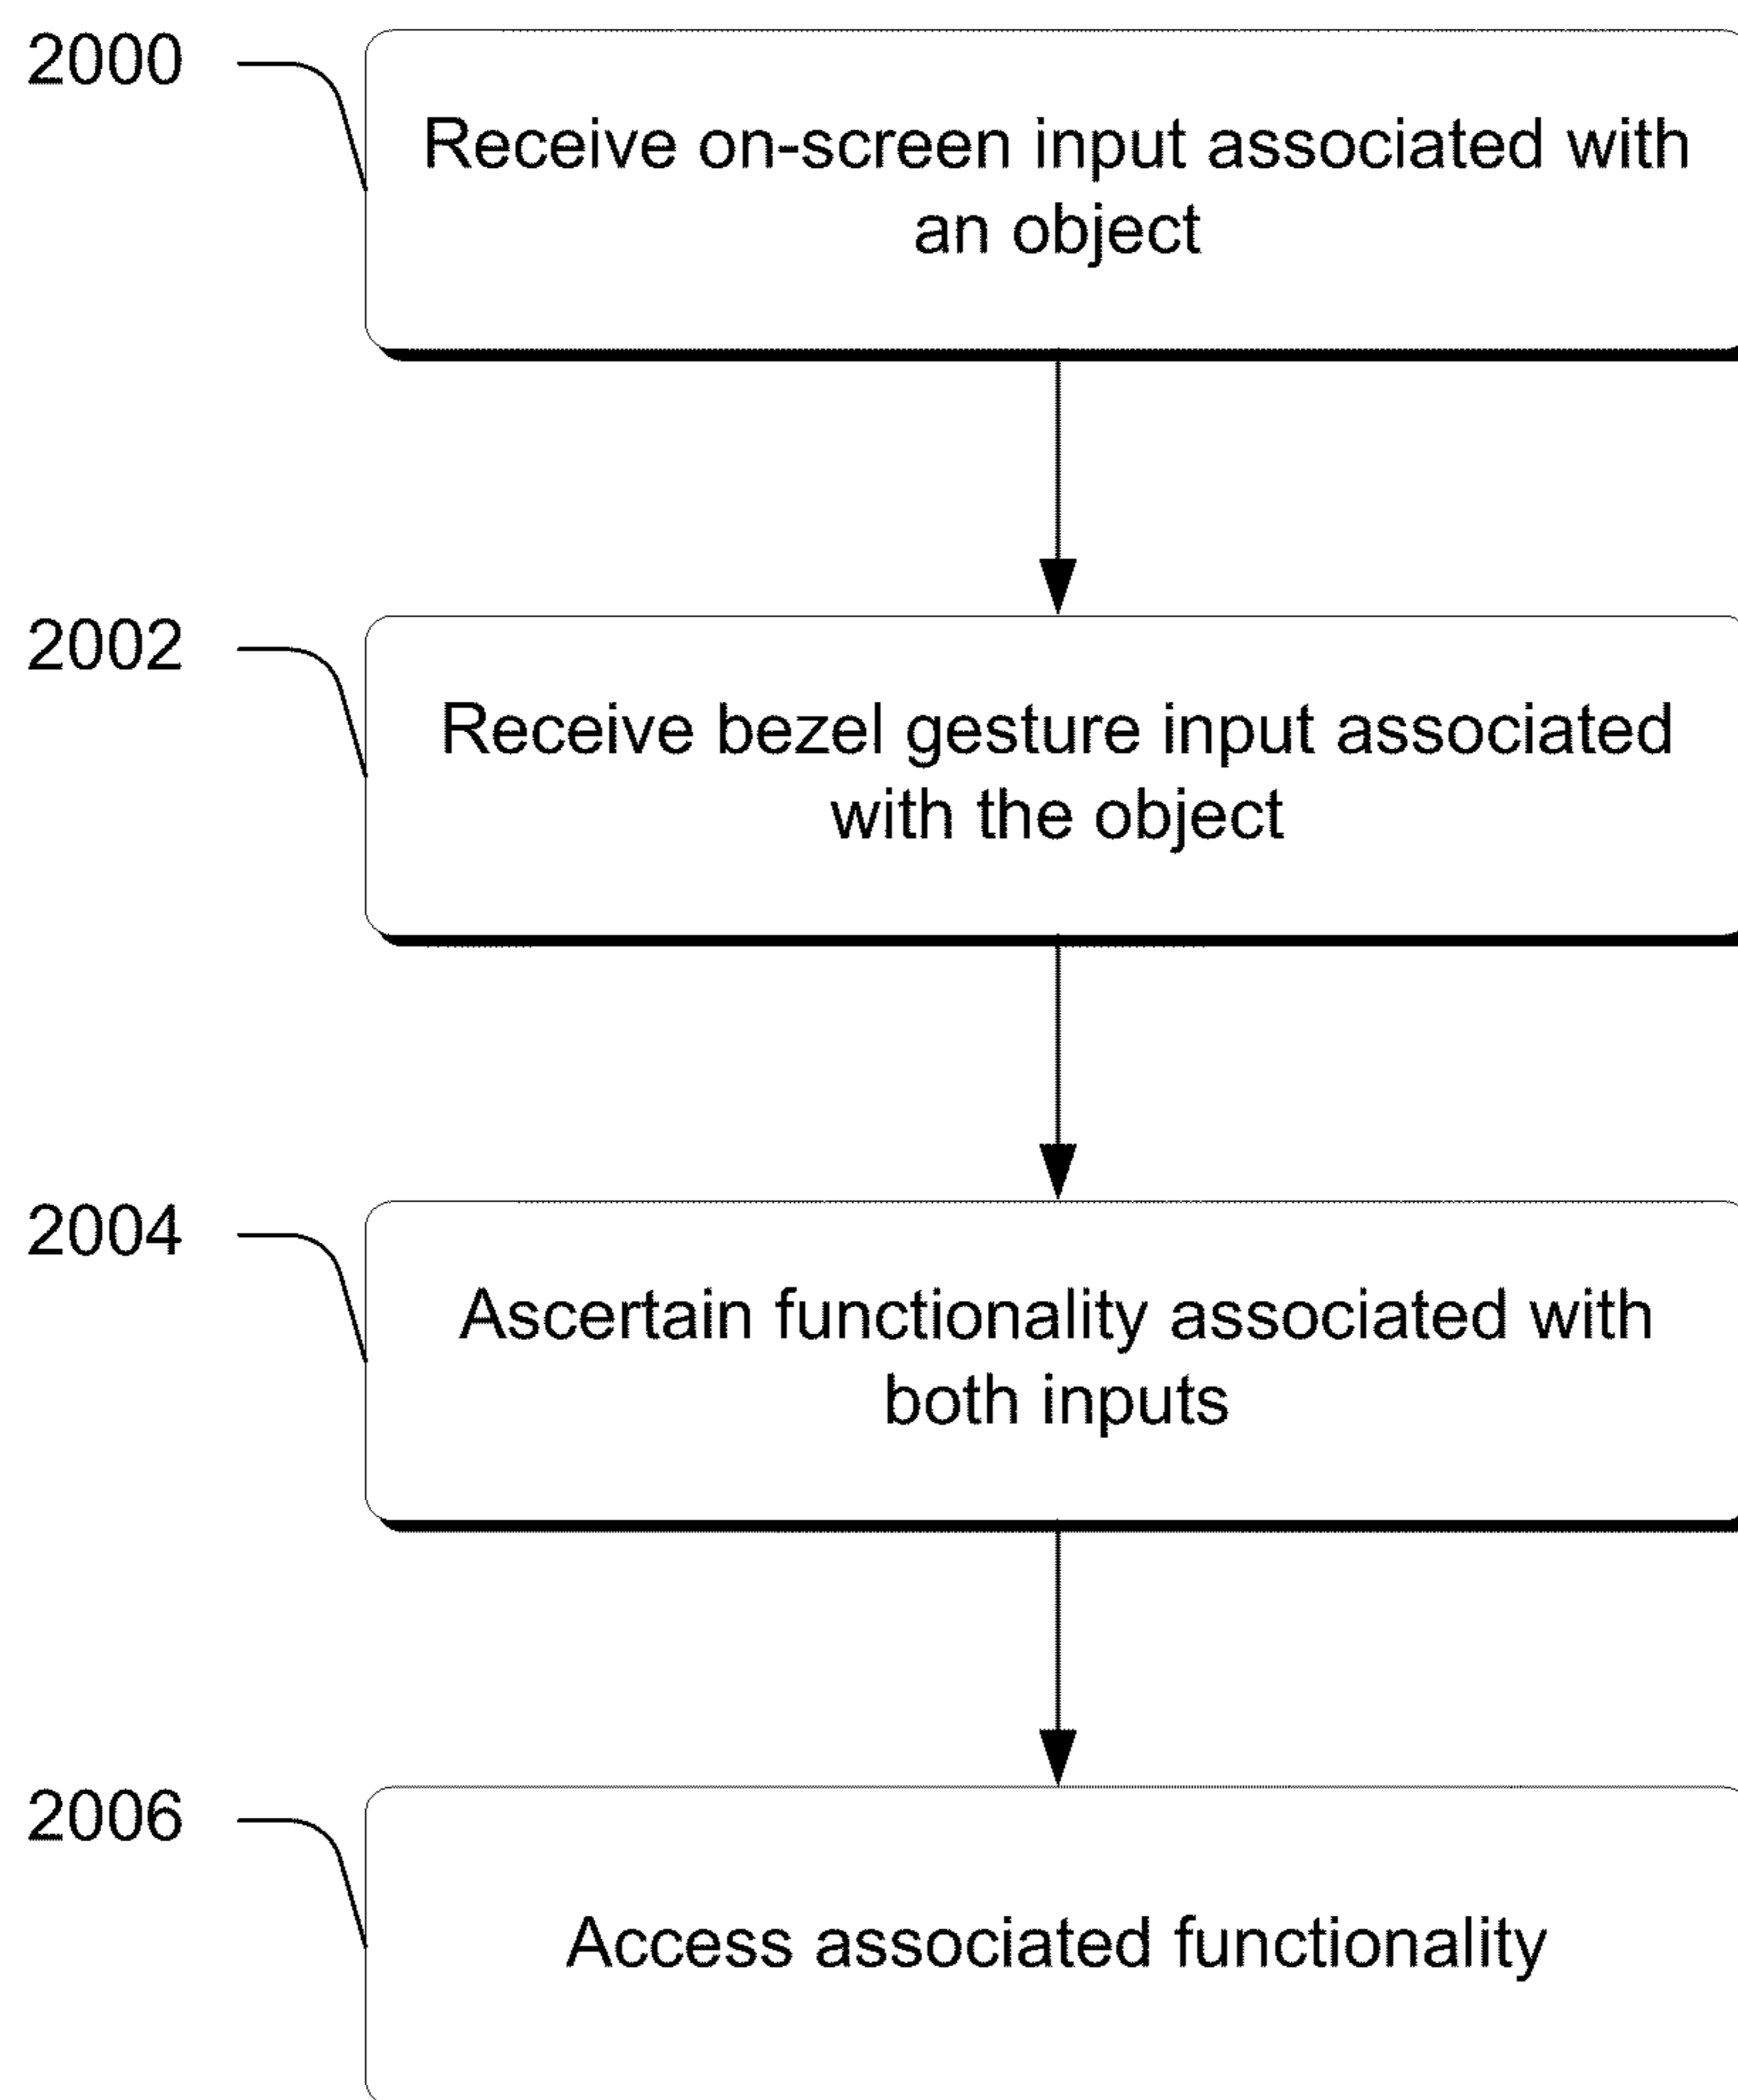 2000
Receive on-screen input associated with
an object
2002
Receive bezel gesture input associated
with the object
2004
Ascertain functionality associated with
both inputs
2006
Access associated functionality